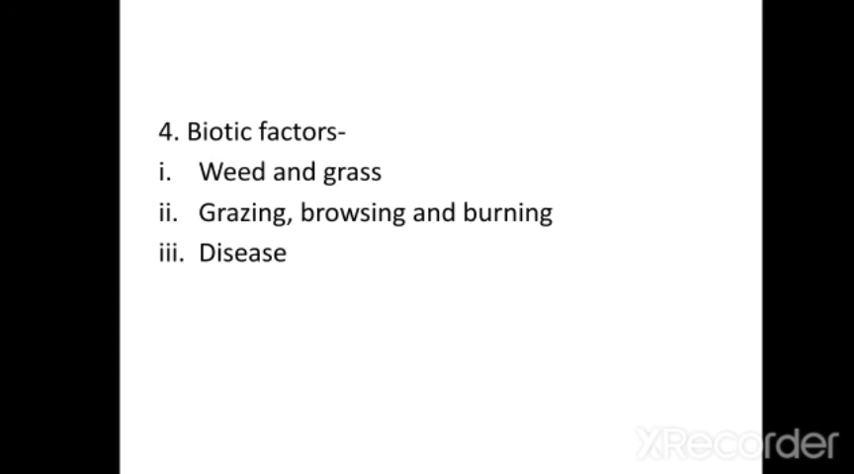 4. Biotic factors-
i. Weed and grass
ii. Grazing, browsing and burning
iii. Disease
XRecorder